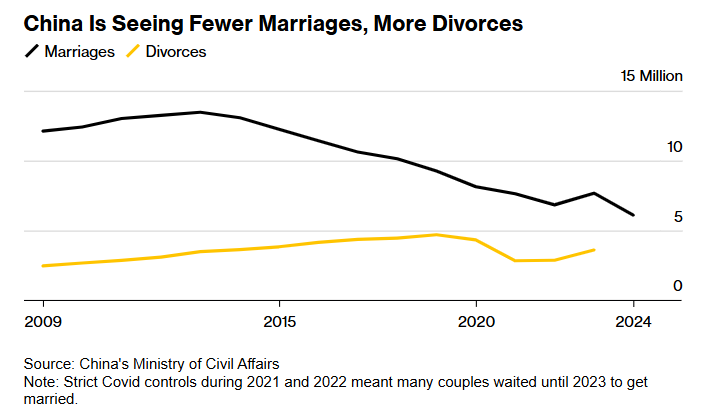 China Is Seeing Fewer Marriages, More Divorces
Marriages Divorces
15 Million
10
5
0
2009 2015 2020 2024
Source: China's Ministry of Civil Affairs
Note: Strict Covid controls during 2021 and 2022 meant many couples waited until 2023 to get
married.